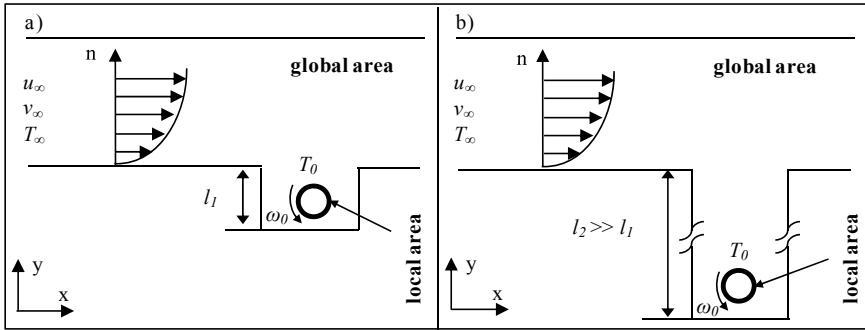 a)
n
global area
u∞
v∞
T∞
T0
l1
ω0
local area
y
x
b)
n
global area
u∞
v∞
T∞
l2 >> l1
T0
ω0
local area
y
x